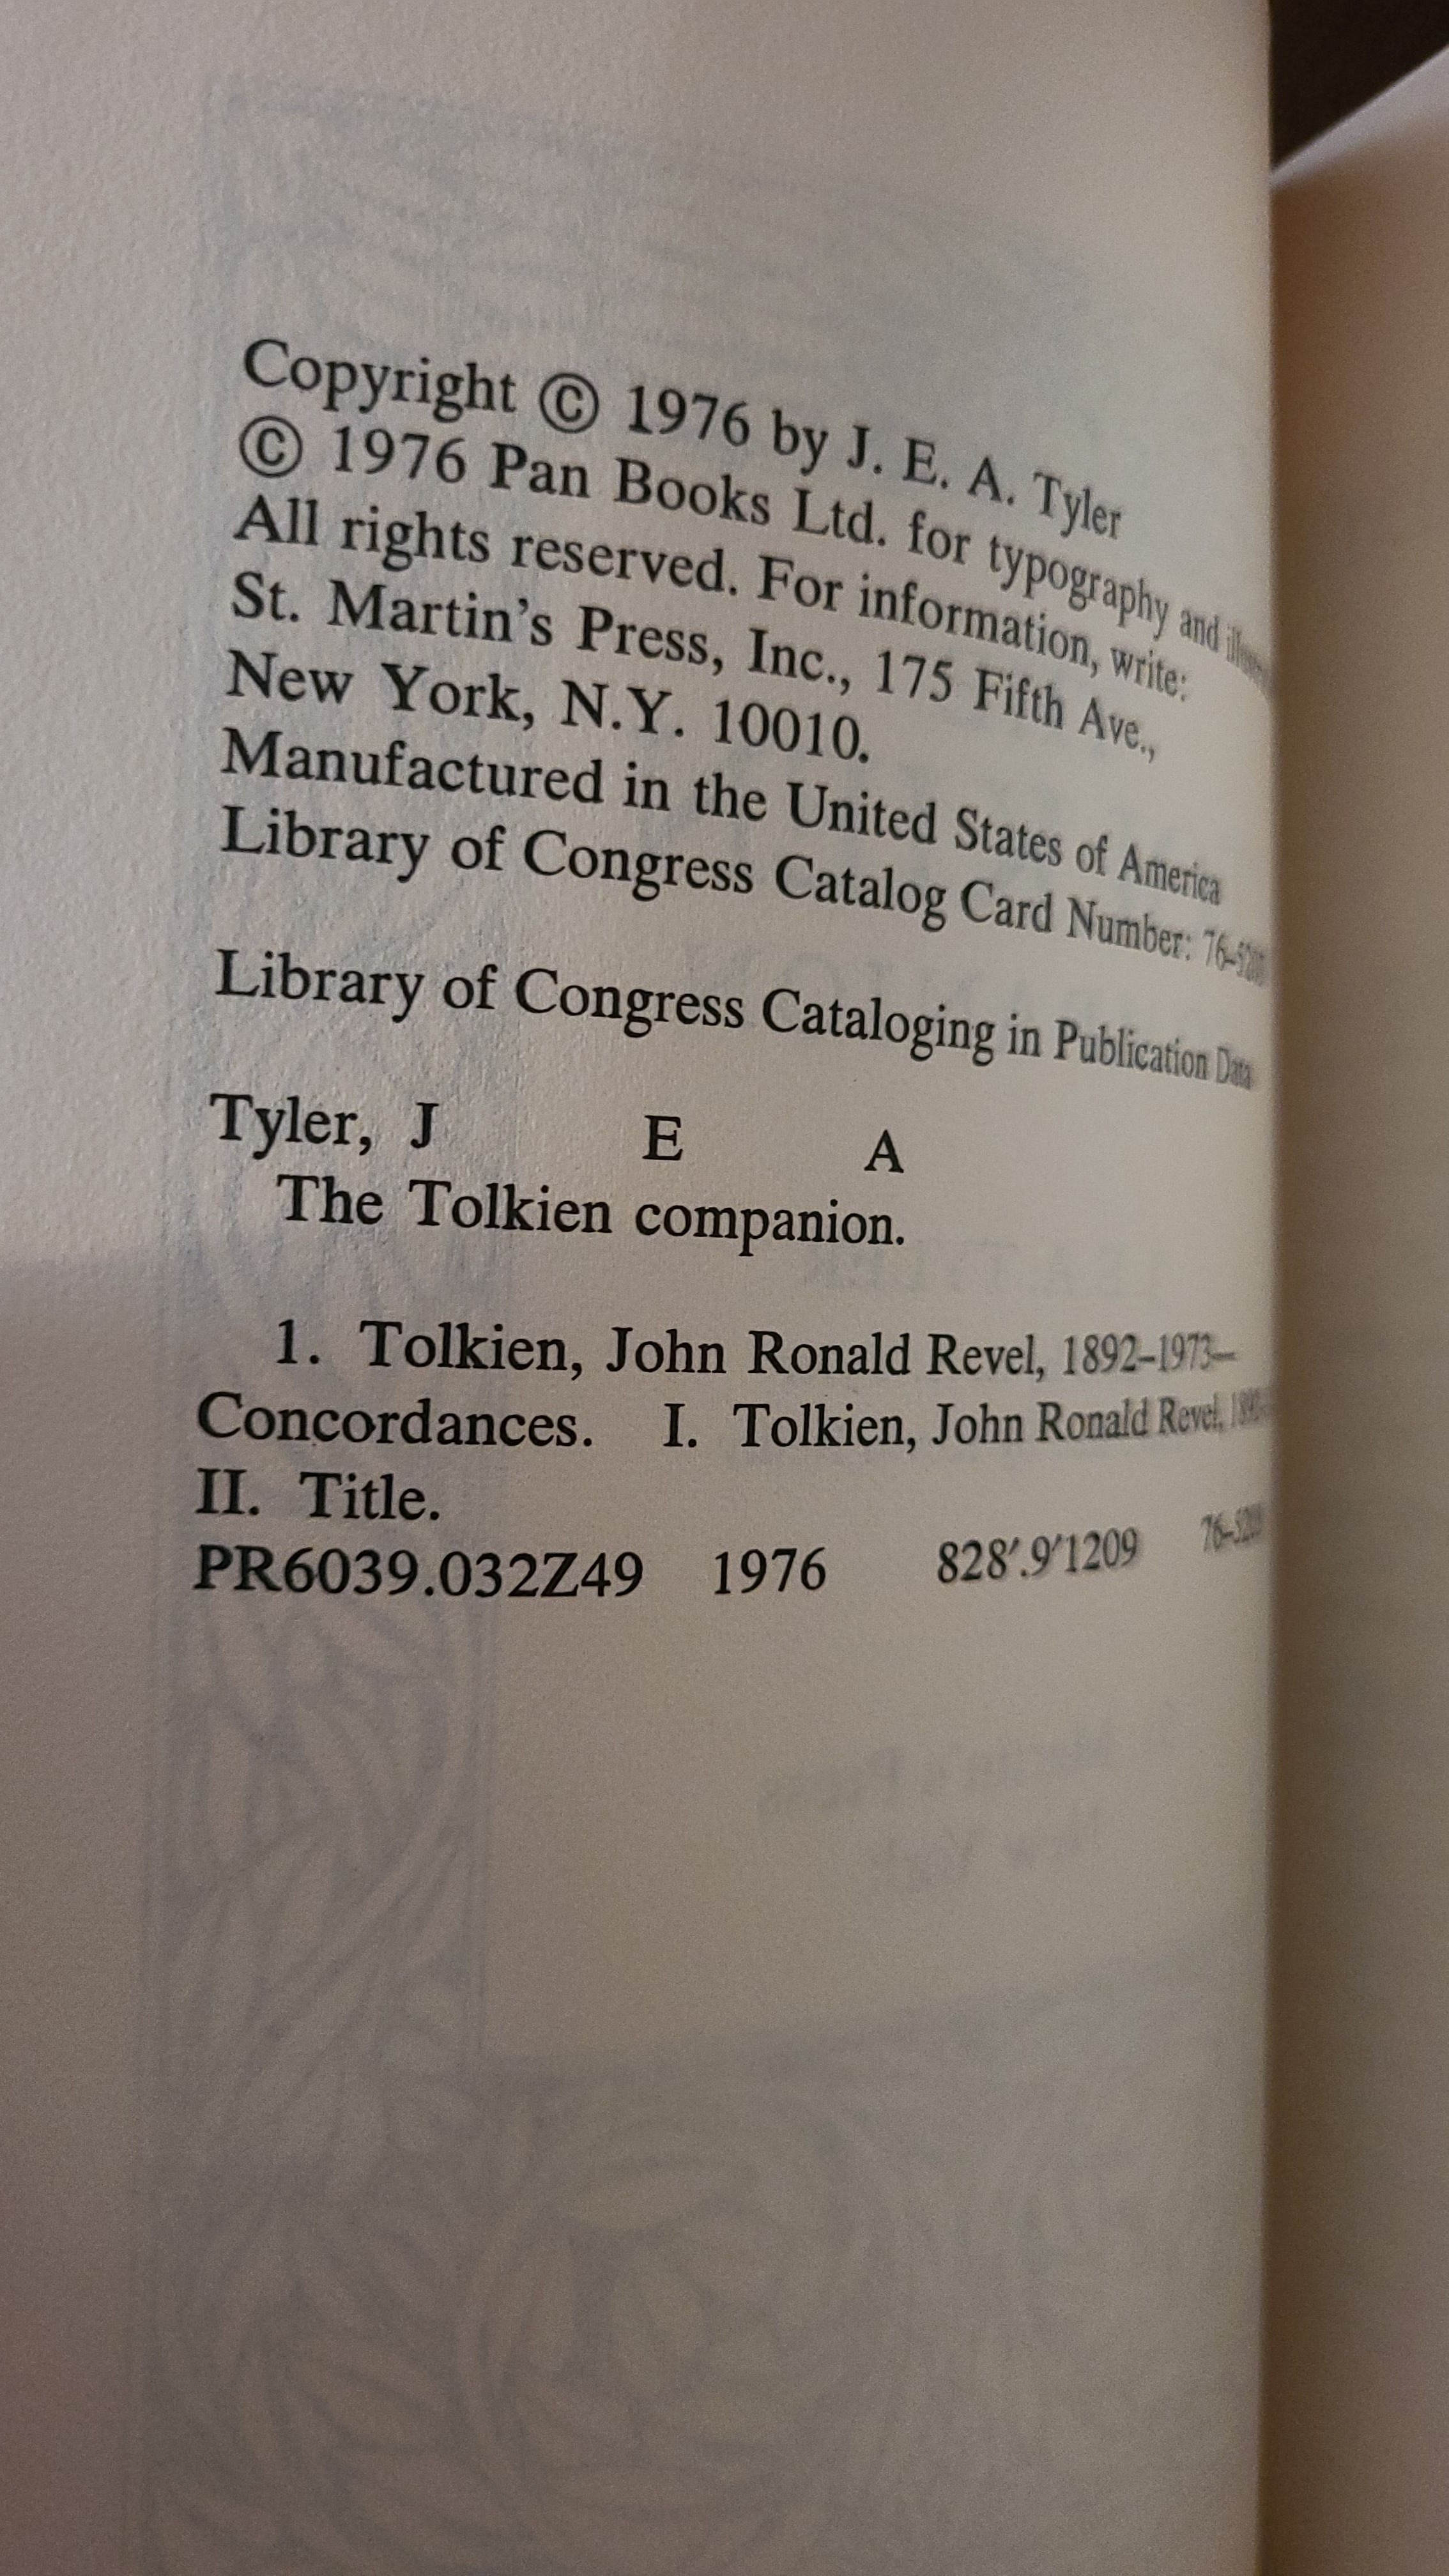 Copyright © 1976 by J. E. A. Tyler
© 1976 Pan Books Ltd. for typography and
All rights reserved. For information, write:
St. Martin's Press, Inc., 175 Fifth Ave.,
New York, N.Y. 10010.
Manufactured in the United States of America
Library of Congress Catalog Card Number:
Library of Congress Cataloging in Publication Data
Tyler, J E A
The Tolkien companion.
1. Tolkien, John Ronald Revel, 1892–1973—
Concordances. I. Tolkien, John Ronald Revel,
II. Title.
PR6039.032Z49 1976 828'.9'1209